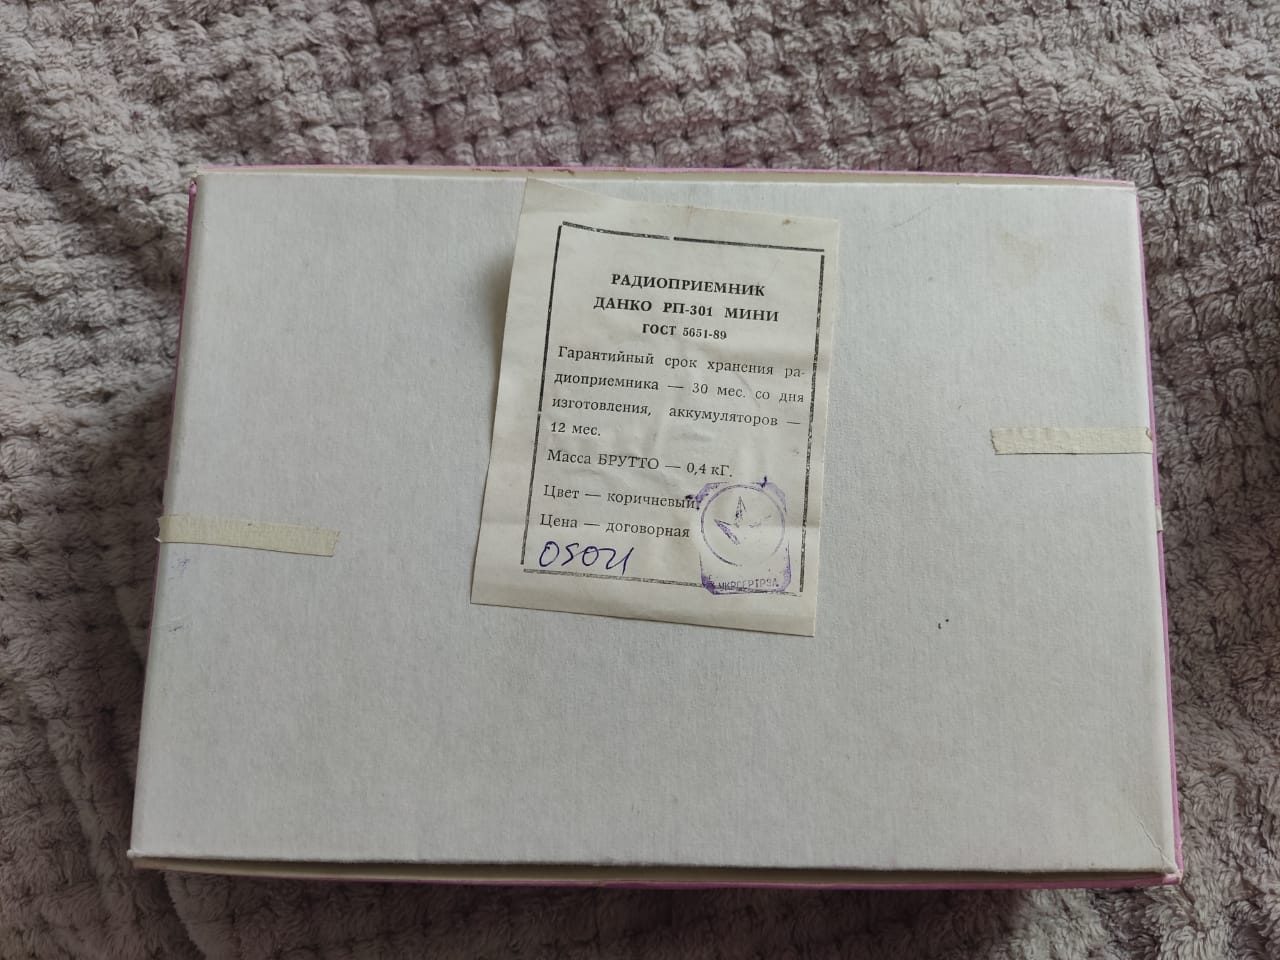 РАДИОПРИЕМНИК
ДАНКО РП-301 МИНИ
ГОСТ 5651-89
Гарантийный срок хранения ра-
диоприемника — 30 мес. со дня
изготовления, аккумуляторов —
12 мес.
Масса БРУТТО — 0,4 кГ.
Цвет — коричневый.
Цена — договорная